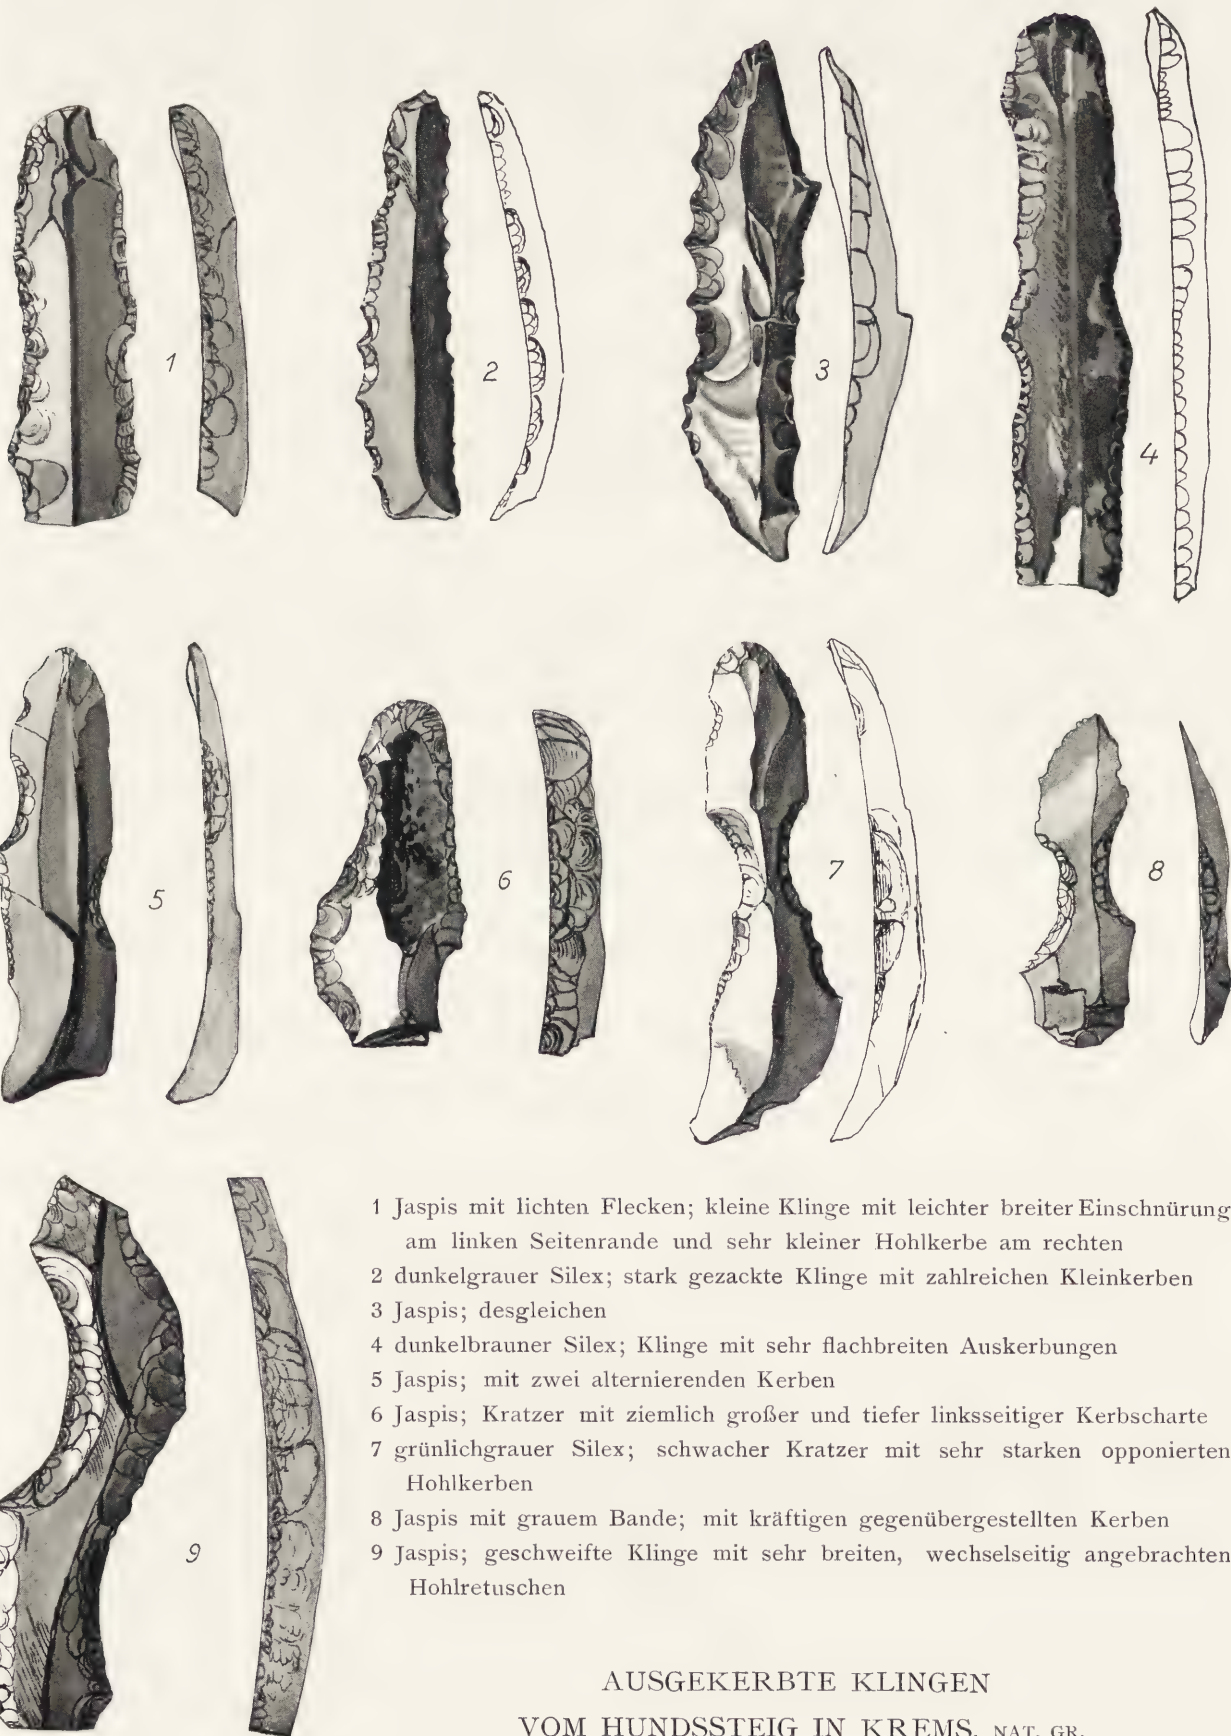 1
2
3
4
5
6
7
8
9
1 Jaspis mit lichten Flecken; kleine Klinge mit leichter breiter Einschnürung
am linken Seitenrande und sehr kleiner Hohlkerbe am rechten
2 dunkelgrauer Silex; stark gezackte Klinge mit zahlreichen Kleinkerben
3 Jaspis; desgleichen
4 dunkelbrauner Silex; Klinge mit sehr flachbreiten Auskerbungen
5 Jaspis; mit zwei alternierenden Kerben
6 Jaspis; Kratzer mit ziemlich großer und tiefer linksseitiger Kerbscharte
7 grünlichgrauer Silex; schwacher Kratzer mit sehr starken opponierten
Hohlkerben
8 Jaspis mit grauem Bande; mit kräftigen gegenübergestellten Kerben
9 Jaspis; geschweifte Klinge mit sehr breiten, wechselseitig angebrachten
Hohlretuschen
AUSGEKERBTE KLINGEN
VOM HUNDSSTEIG IN KREMS. NAT. GR.